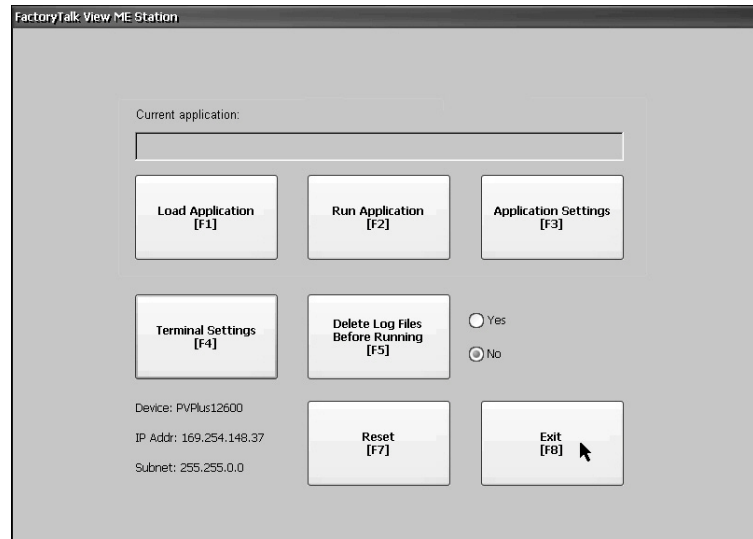 FactoryTalk View ME Station
Current application:
Load Application
[F1]
Run Application
[F2]
Application Settings
[F3]
Terminal Settings
[F4]
Delete Log Files
Before Running
[F5]
Yes
No
Device: PVPlus12600
IP Addr: 169.254.148.37
Subnet: 255.255.0.0
Reset
[F7]
Exit
[F8]